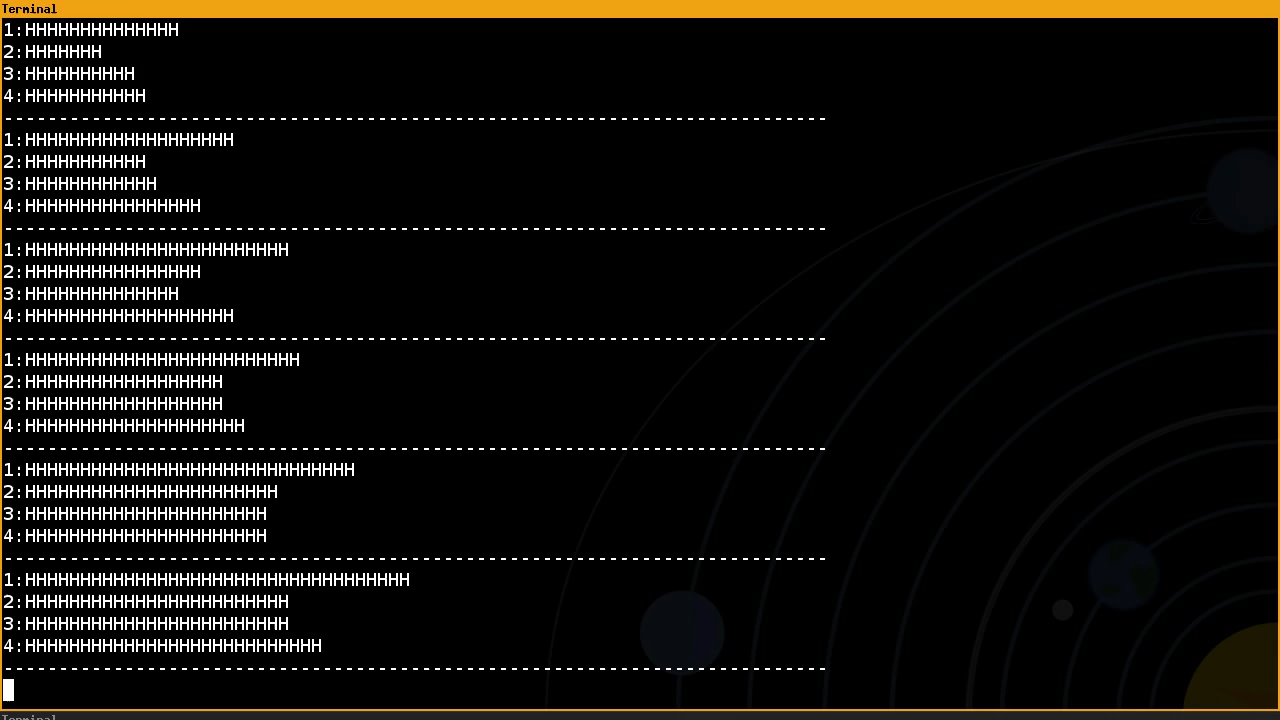 Terminal
1:HHHHHHHHHHHHHH
2:HHHHHHH
3:HHHHHHHHHH
4:HHHHHHHHHHH
---------------------------------------------------------------------------
1:HHHHHHHHHHHHHHHHHHH
2:HHHHHHHHHHH
3:HHHHHHHHHHHH
4:HHHHHHHHHHHHHHHH
---------------------------------------------------------------------------
1:HHHHHHHHHHHHHHHHHHHHHHHH
2:HHHHHHHHHHHHHHHH
3:HHHHHHHHHHHHHH
4:HHHHHHHHHHHHHHHHHHH
---------------------------------------------------------------------------
1:HHHHHHHHHHHHHHHHHHHHHHHHH
2:HHHHHHHHHHHHHHHHHH
3:HHHHHHHHHHHHHHHHHH
4:HHHHHHHHHHHHHHHHHHHH
---------------------------------------------------------------------------
1:HHHHHHHHHHHHHHHHHHHHHHHHHHHHHH
2:HHHHHHHHHHHHHHHHHHHHHHH
3:HHHHHHHHHHHHHHHHHHHHHH
4:HHHHHHHHHHHHHHHHHHHHHH
---------------------------------------------------------------------------
1:HHHHHHHHHHHHHHHHHHHHHHHHHHHHHHHHHHH
2:HHHHHHHHHHHHHHHHHHHHHHHH
3:HHHHHHHHHHHHHHHHHHHHHHHH
4:HHHHHHHHHHHHHHHHHHHHHHHHHHH
---------------------------------------------------------------------------
Terminal